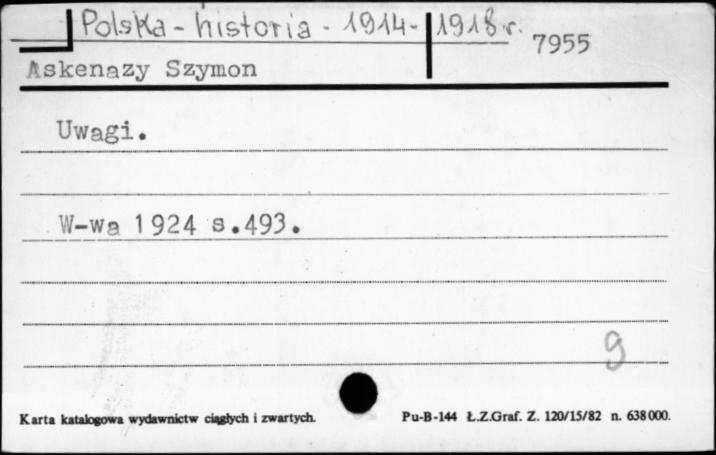 Polska - historia - 1914 - 1918 r.
7955
Askenazy Szymon
Uwagi.
W-wa 1924 s.493.
9
Karta katalogowa wydawnictw ciągłych i zwartych.
Pu-B-144 Ł.Z.Graf. Z. 120/15/82 n. 638000.